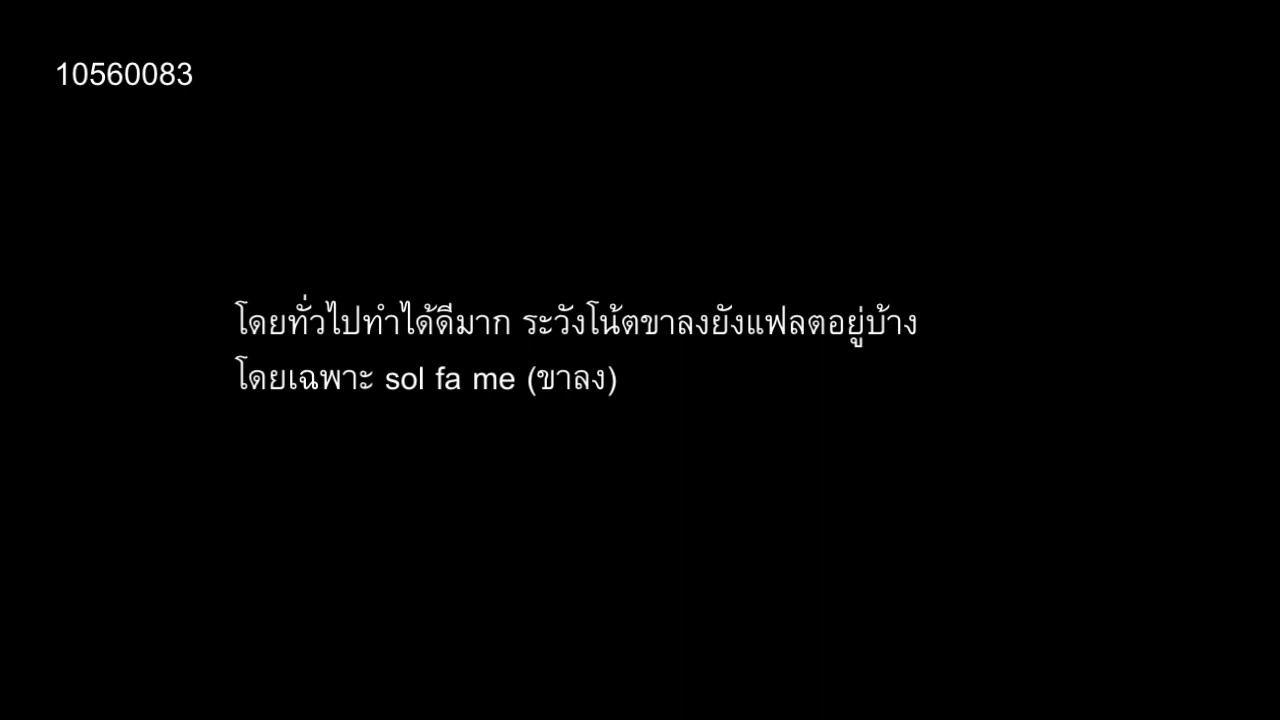 10560083
โดยทั่วไปทำได้ดีมาก ระวังโน้ตขาลงยังแฟลตอยู่บ้าง
โดยเฉพาะ sol fa me (ขาลง)